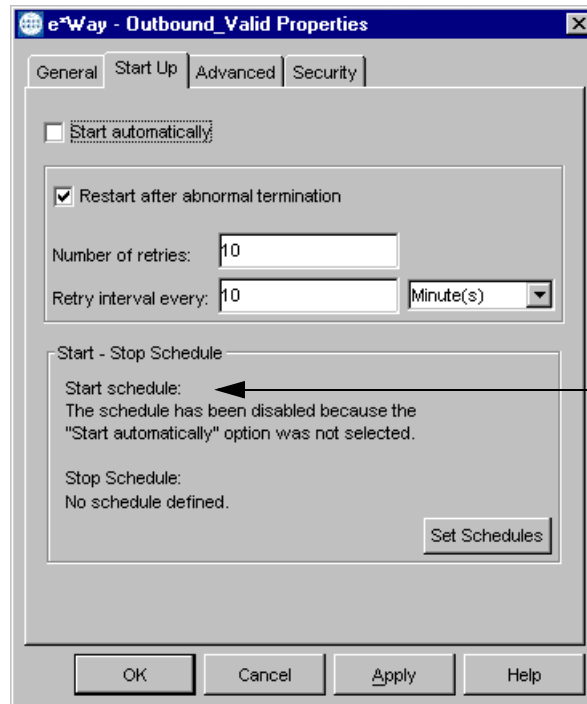 e*Way - Outbound_Valid Properties
General Start Up Advanced Security
Start automatically
Restart after abnormal termination
Number of retries: 10
Retry interval every: 10 Minute(s)
Start - Stop Schedule
Start schedule:
The schedule has been disabled because the
"Start automatically" option was not selected.
Stop Schedule:
No schedule defined.
Set Schedules
OK Cancel Apply Help